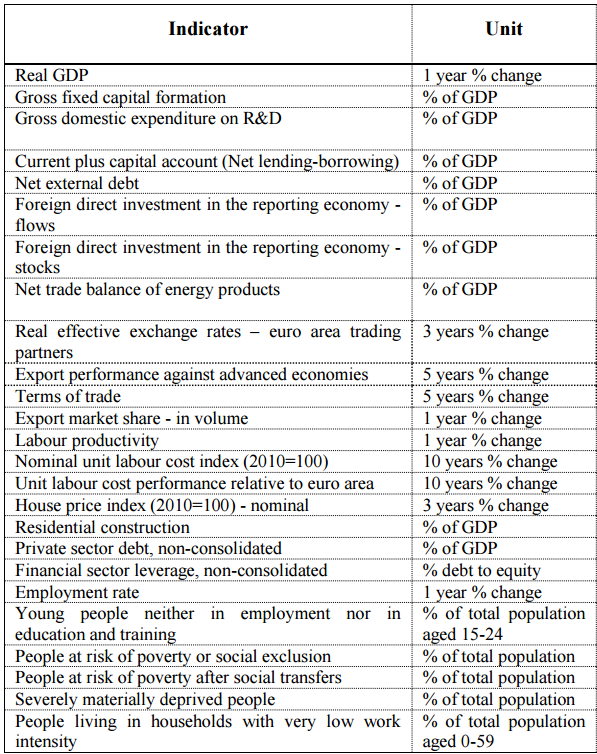 Indicator Unit
Real GDP 1 year % change
Gross fixed capital formation % of GDP
Gross domestic expenditure on R&D % of GDP
Current plus capital account (Net lending-borrowing) % of GDP
Net external debt % of GDP
Foreign direct investment in the reporting economy - % of GDP
flows
Foreign direct investment in the reporting economy - % of GDP
stocks
Net trade balance of energy products % of GDP
Real effective exchange rates – euro area trading 3 years % change
partners
Export performance against advanced economies 5 years % change
Terms of trade 5 years % change
Export market share - in volume 1 year % change
Labour productivity 1 year % change
Nominal unit labour cost index (2010=100) 10 years % change
Unit labour cost performance relative to euro area 10 years % change
House price index (2010=100) - nominal 3 years % change
Residential construction % of GDP
Private sector debt, non-consolidated % of GDP
Financial sector leverage, non-consolidated % debt to equity
Employment rate 1 year % change
Young people neither in employment nor in % of total population
education and training aged 15-24
People at risk of poverty or social exclusion % of total population
People at risk of poverty after social transfers % of total population
Severely materially deprived people % of total population
People living in households with very low work % of total population
intensity aged 0-59